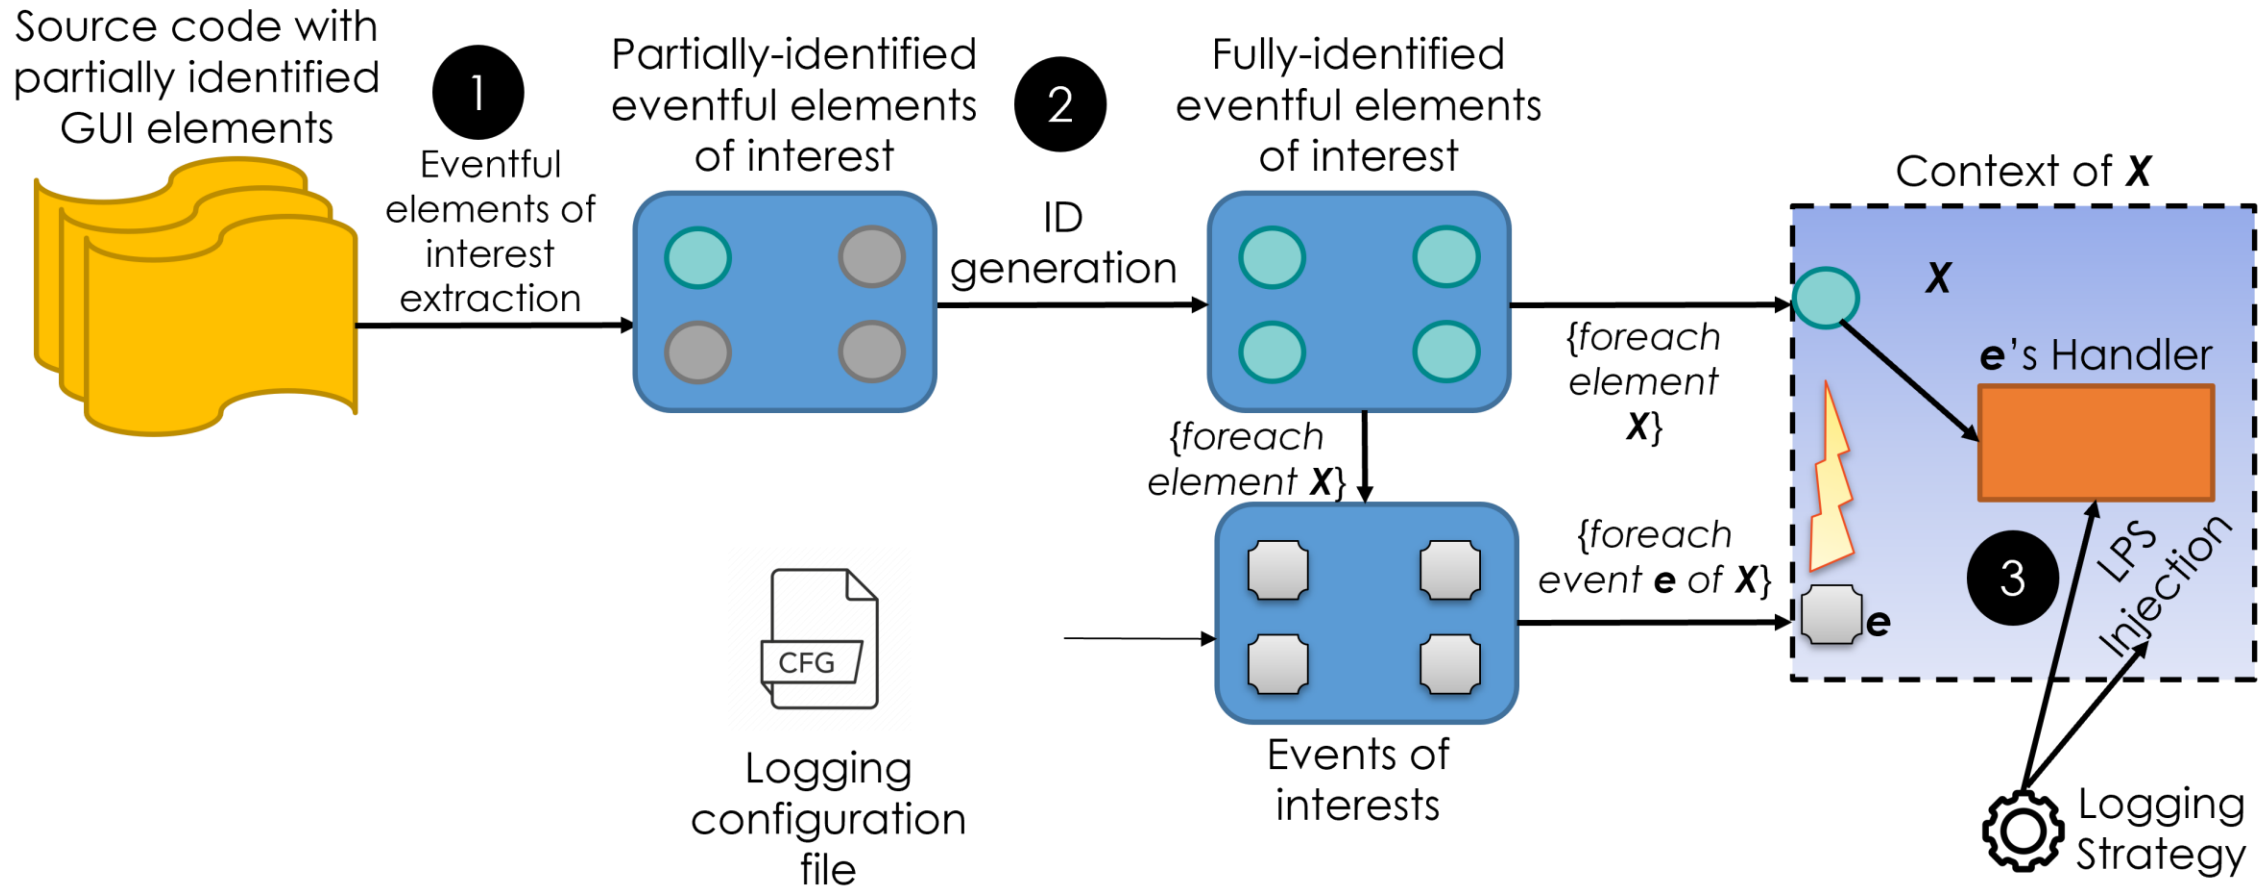 Source code with
partially identified
GUI elements
1
Eventful
elements of
interest
extraction
Partially-identified
eventful elements
of interest
2
ID
generation
Fully-identified
eventful elements
of interest
{foreach
element
X}
{foreach
element X}
Context of X
X
e's Handler
{foreach
event e of X}
e
3
LPS
Injection
CFG
Logging
configuration
file
Events of
interests
Logging
Strategy